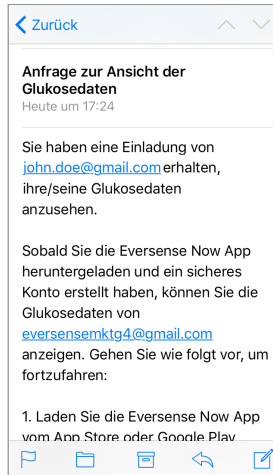 Zurück
Anfrage zur Ansicht der
Glukosedaten
Heute um 17:24
Sie haben eine Einladung von
john.doe@gmail.com erhalten,
ihre/seine Glukosedaten
anzusehen.
Sobald Sie die Eversense Now App
heruntergeladen und ein sicheres
Konto erstellt haben, können Sie die
Glukosedaten von
eversensemktg4@gmail.com
anzeigen. Gehen Sie wie folgt vor, um
fortzufahren:
1. Laden Sie die Eversense Now App
vom App Store oder Google Play